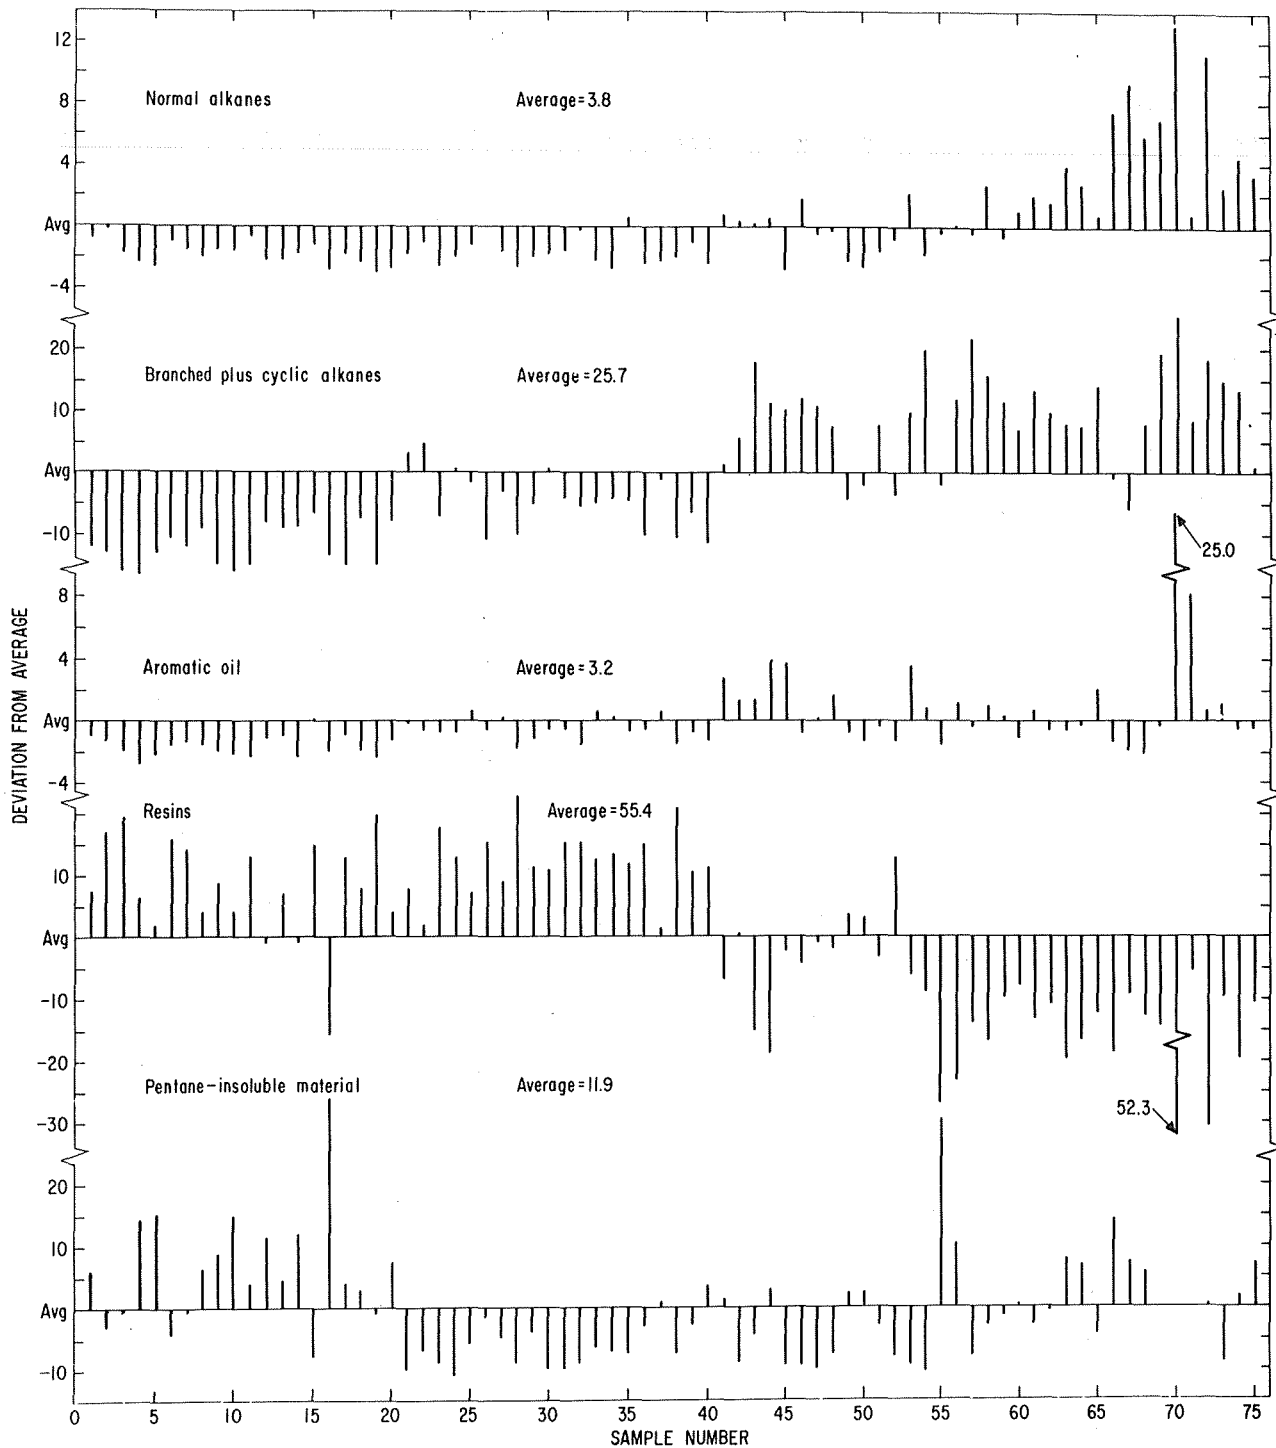 12
Normal alkanes Average=3.8
8
4
Avg
-4
20
Branched plus cyclic alkanes Average=25.7
10
Avg
-10
25.0
8
Aromatic oil Average=3.2
4
Avg
-4
DEVIATION FROM AVERAGE
Resins Average=55.4
10
Avg
-10
-20
Pentane-insoluble material Average=11.9
52.3
-30
20
10
Avg
-10
0 5 10 15 20 25 30 35 40 45 50 55 60 65 70 75
SAMPLE NUMBER